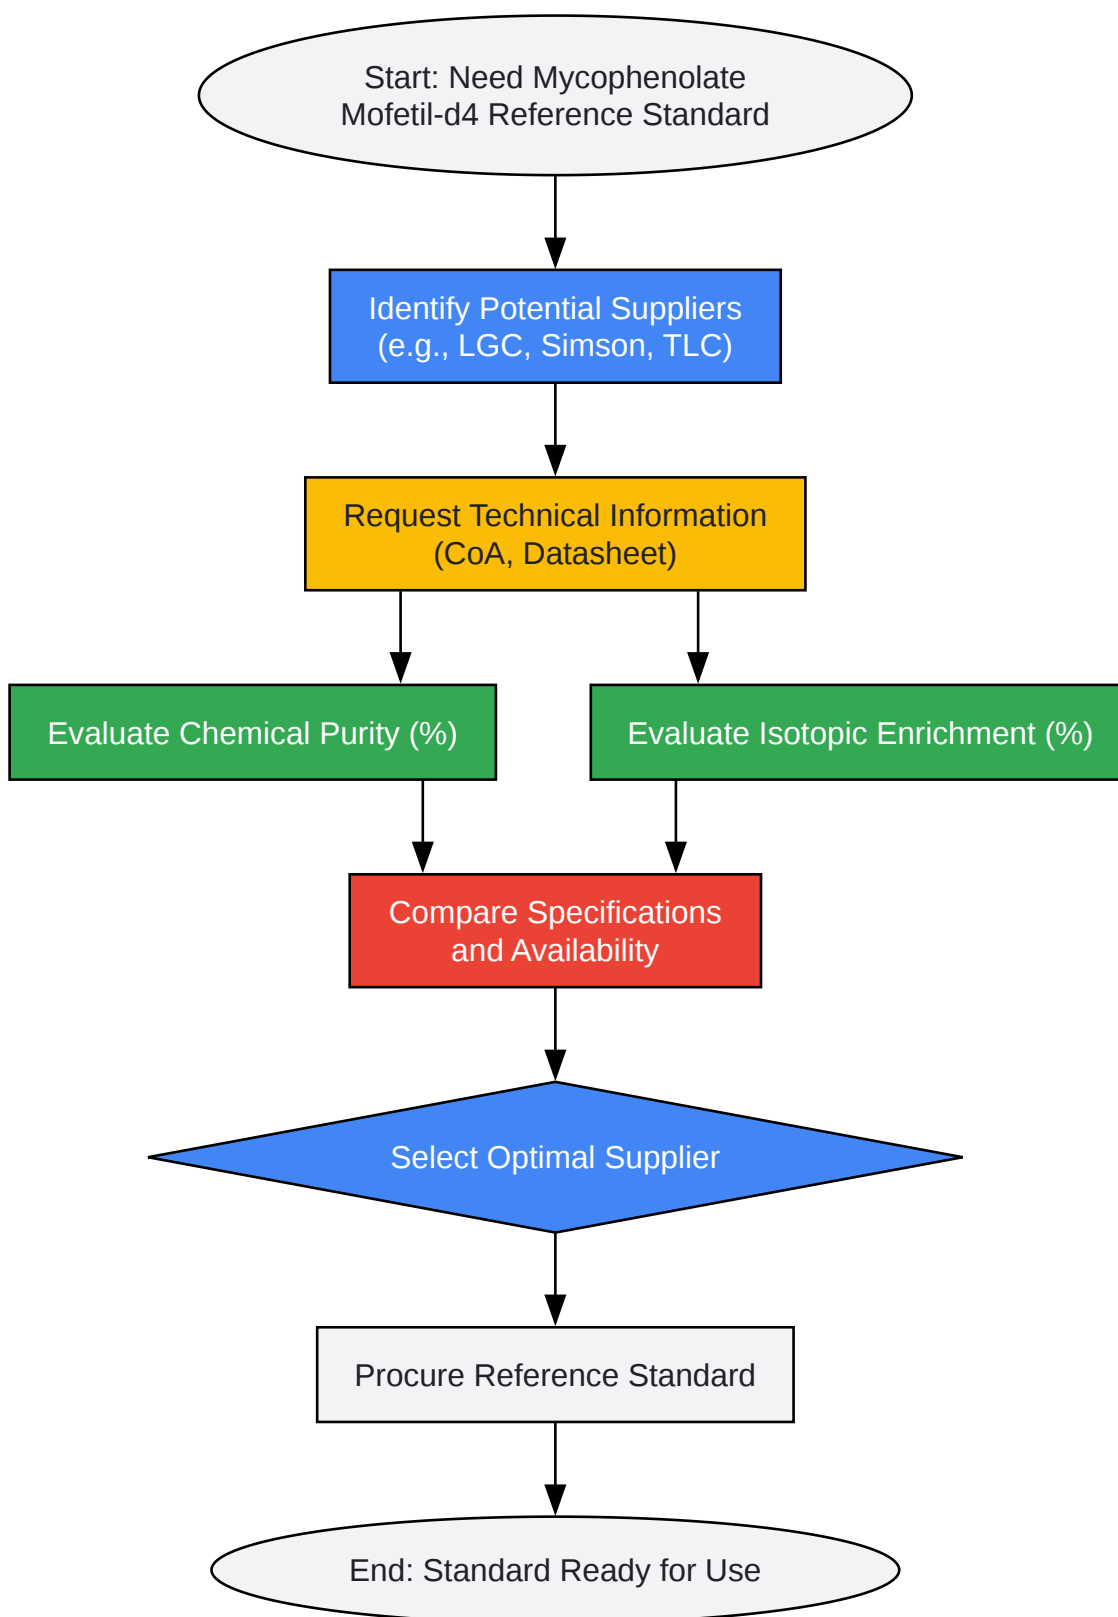 Start: Need Mycophenolate
Mofetil-d4 Reference Standard
Identify Potential Suppliers
(e.g., LGC, Simson, TLC)
Request Technical Information
(CoA, Datasheet)
Evaluate Chemical Purity (%)
Evaluate Isotopic Enrichment (%)
Compare Specifications
and Availability
Select Optimal Supplier
Procure Reference Standard
End: Standard Ready for Use